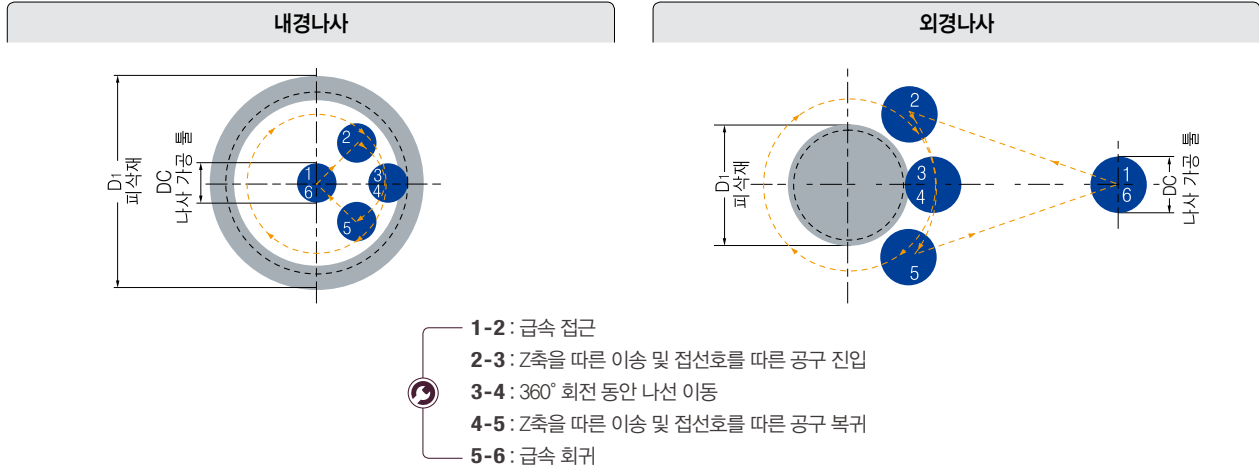 내경나사
외경나사
D1
피삭재
DC
나사 가공 툴
1
6
2
3
4
5
D1
피삭재
2
3
4
5
1
6
DC
나사 가공 툴
1-2 : 급속 접근
2-3 : Z축을 따른 이송 및 접선호를 따른 공구 진입
3-4 : 360˚ 회전 동안 나선 이동
4-5 : Z축을 따른 이송 및 접선호를 따른 공구 복귀
5-6 : 급속 회귀